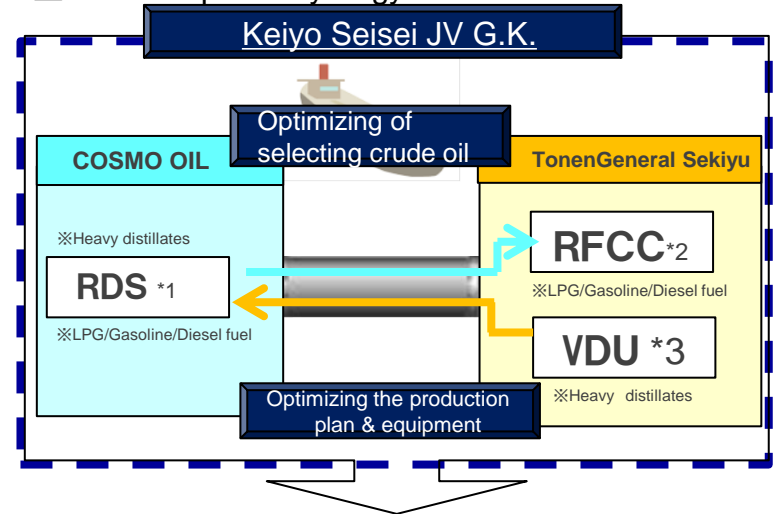 Keiyo Seisei JV G.K.
Optimizing of
selecting crude oil
COSMO OIL
TonenGeneral Sekiyu
※Heavy distillates
RDS *1
※LPG/Gasoline/Diesel fuel
RFCC*2
※LPG/Gasoline/Diesel fuel
VDU *3
※Heavy distillates
Optimizing the production
plan & equipment